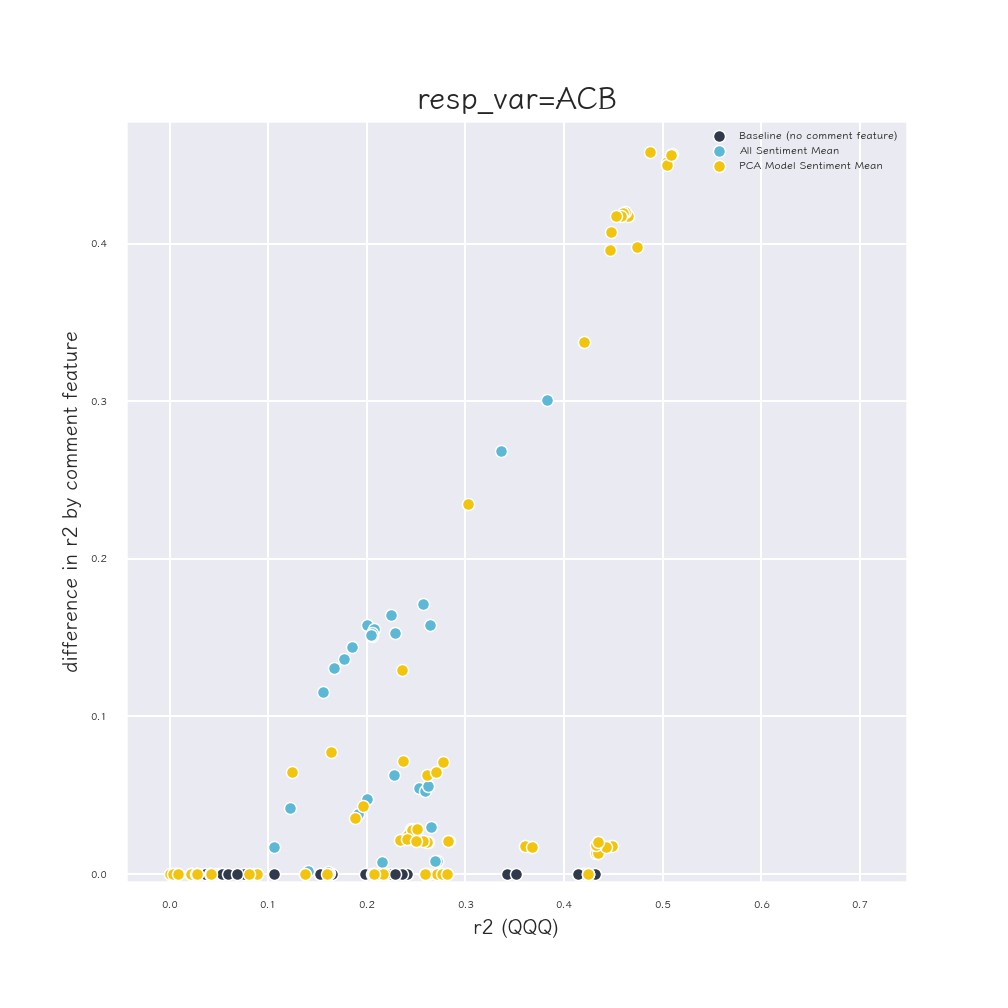 resp_var=ACB
Baseline (no comment feature)
All Sentiment Mean
PCA Model Sentiment Mean
difference in r2 by comment feature
0.4
0.3
0.2
0.1
0.0
0.0 0.1 0.2 0.3 0.4 0.5 0.6 0.7
r2 (QQQ)